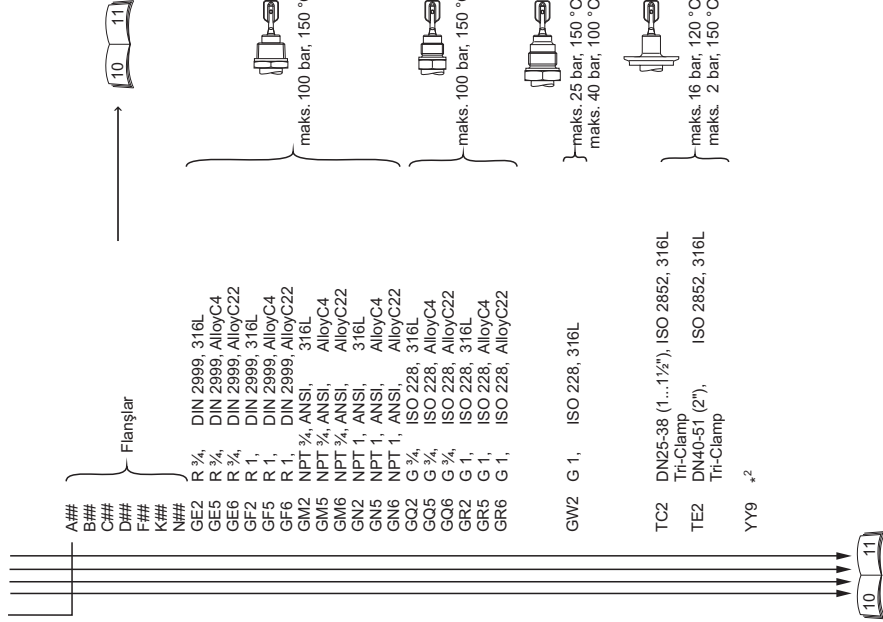 10 11
A##
B##
C##
D##
F##
K##
N##
Flanşlar
GE2 R ¾, DIN 2999, 316L
GE5 R ¾, DIN 2999, AlloyC4
GE6 R ¾, DIN 2999, AlloyC22
GF2 R 1, DIN 2999, 316L
GF5 R 1, DIN 2999, AlloyC4
GF6 R 1, DIN 2999, AlloyC22
GM2 NPT ¾, ANSI, 316L
GM5 NPT ¾, ANSI, AlloyC4
GM6 NPT ¾, ANSI, AlloyC22
GN2 NPT 1, ANSI, 316L
GN5 NPT 1, ANSI, AlloyC4
GN6 NPT 1, ANSI, AlloyC22
maks. 100 bar, 150 °C
GQ2 G ¾, ISO 228, 316L
GQ5 G ¾, ISO 228, AlloyC4
GQ6 G ¾, ISO 228, AlloyC22
GR2 G 1, ISO 228, 316L
GR5 G 1, ISO 228, AlloyC4
GR6 G 1, ISO 228, AlloyC22
maks. 100 bar, 150 °C
GW2 G 1, ISO 228, 316L
maks. 25 bar, 150 °C
maks. 40 bar, 100 °C
TC2 DN25-38 (1...1½"), ISO 2852, 316L
Tri-Clamp
TE2 DN40-51 (2"), ISO 2852, 316L
Tri-Clamp
maks. 16 bar, 120 °C
maks. 2 bar, 150 °C
YY9 *2
10 11